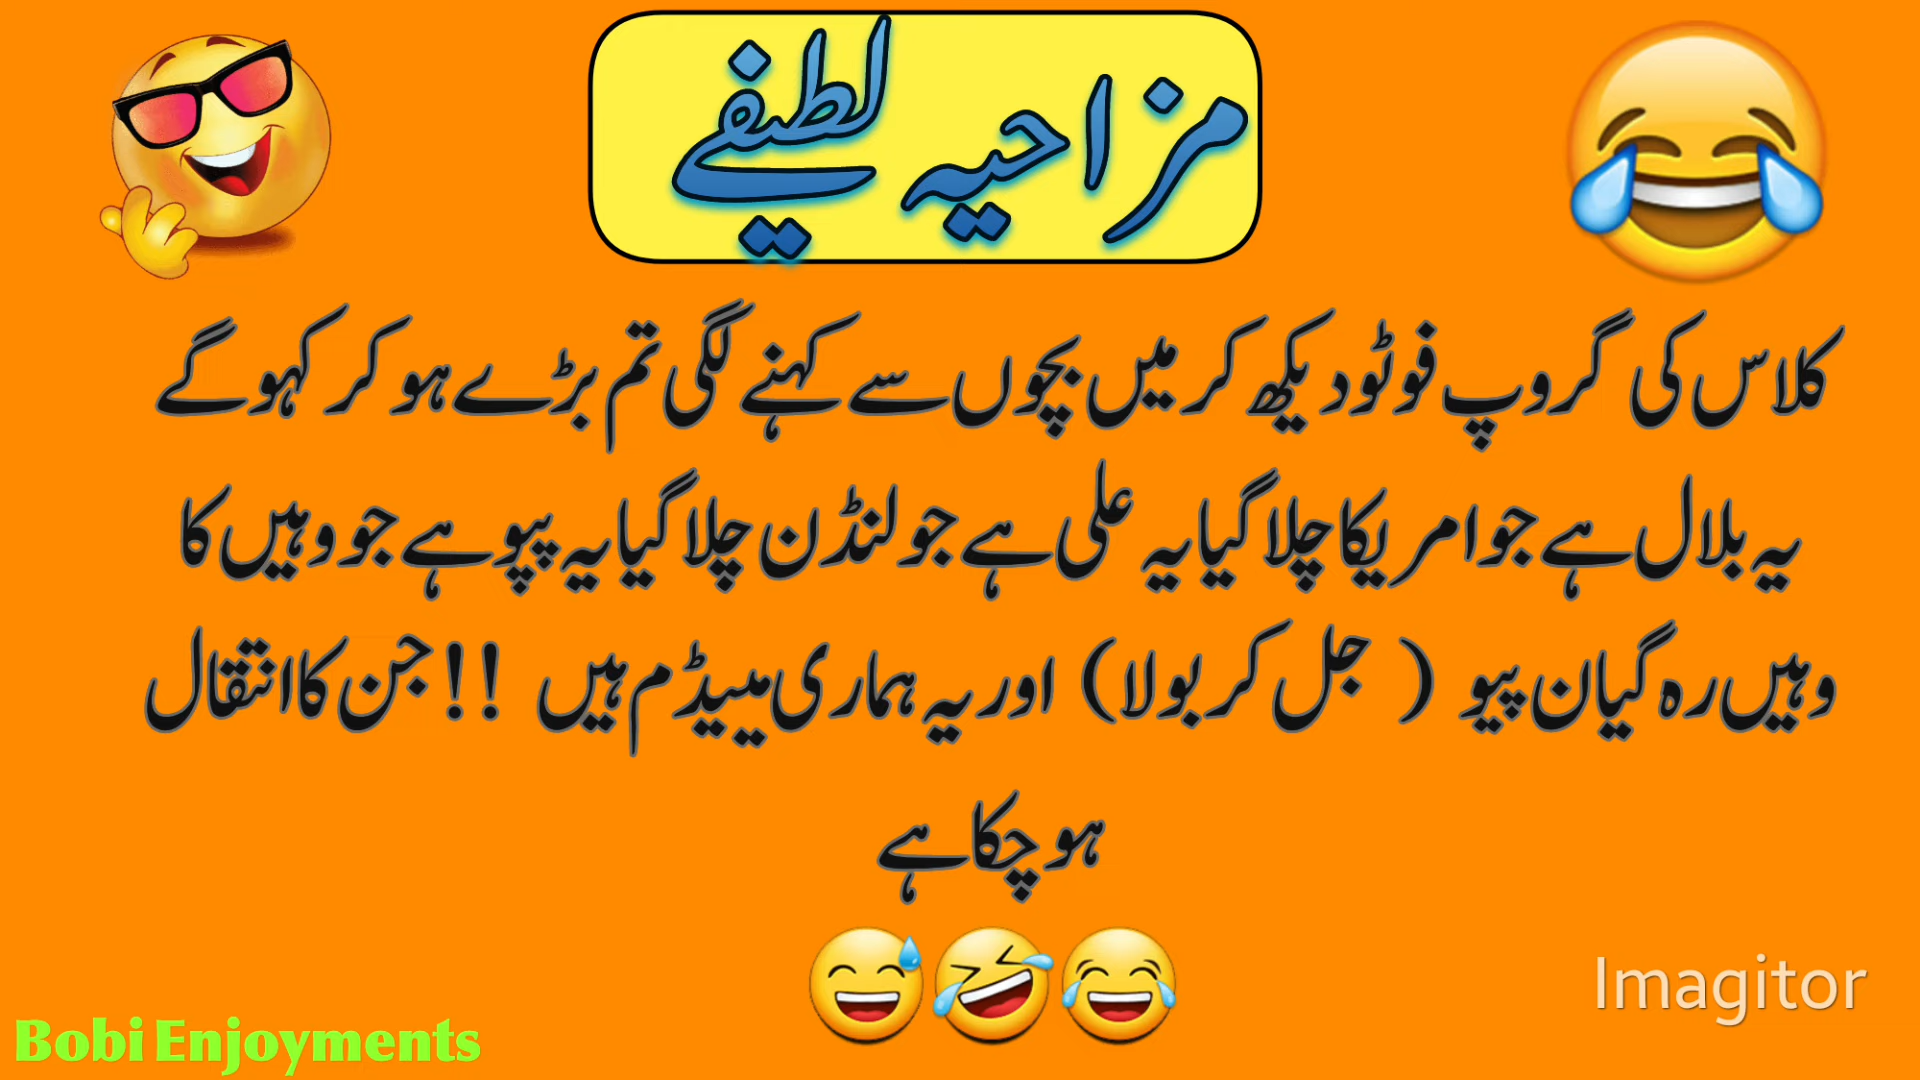 مزاحیہ لطیفے
کلاس کی گروپ فوٹو دیکھ کر میں بچوں سے کہنے لگی تم بڑے ہو کر کہو گے
یہ بلال ہے جو امریکا چلا گیا یہ علی ہے جو لنڈن چلا گیا یہ پپو ہے جو وہیں کا
وہیں رہ گیا ن پپو ( جل کر بولا) اور یہ ہماری مییڈم ہیں !! جن کا انتقال
ہو چکا ہے
Imagitor
Bobi Enjoyments